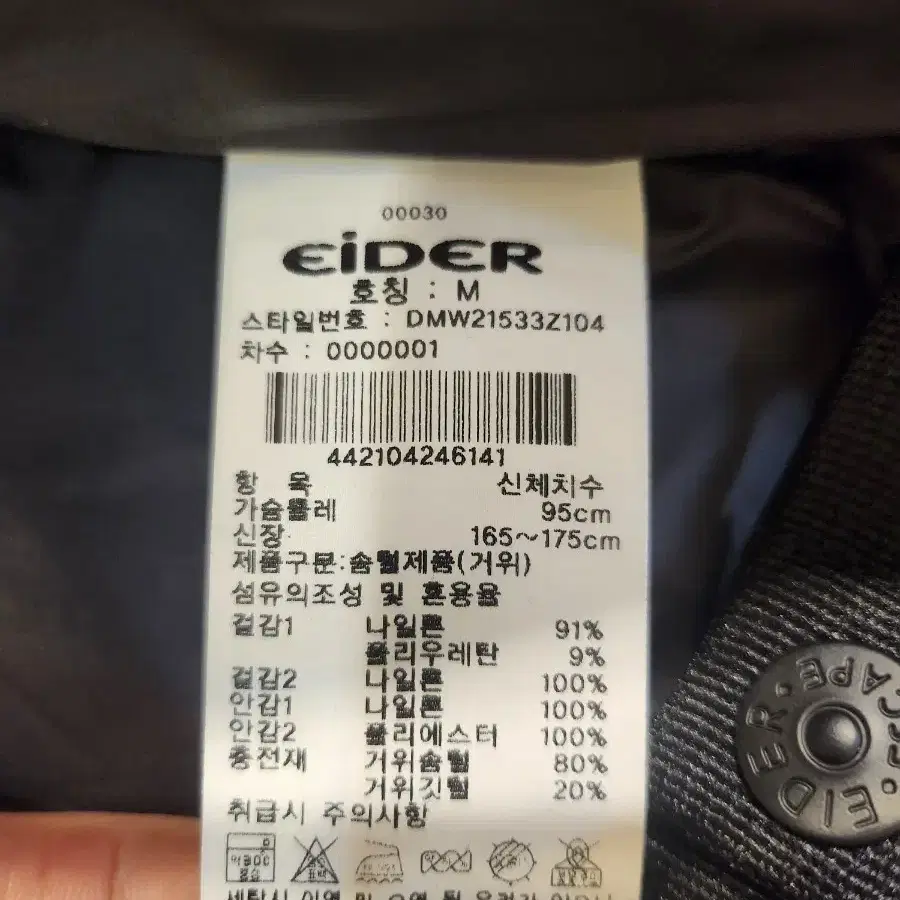 00030
EiDER
호칭 : M
스타일번호 : DMW21533Z104
차수 : 0000001
442104246141
항 목 신체치수
가슴둘레 95cm
신장 165~175cm
제품구분:솜털제품(거위)
섬유의조성 및 혼용율
겉감1 나일론 91%
폴리우레탄 9%
겉감2 나일론 100%
안감1 나일론 100%
안감2 폴리에스터 100%
충전재 거위솜털 80%
거위깃털 20%
취급시 주의사항
EIDER